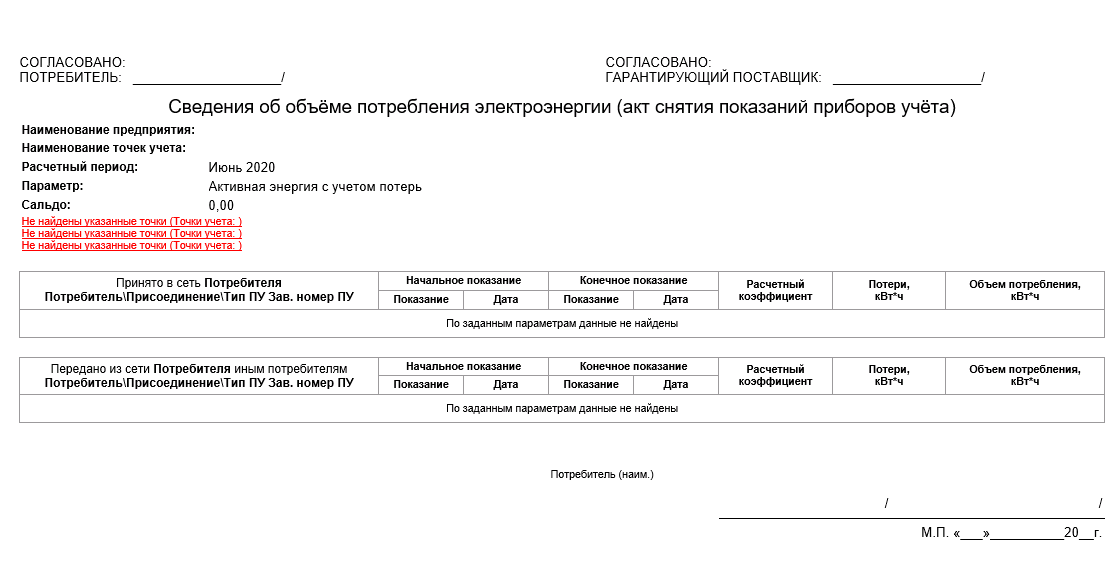 СОГЛАСОВАНО:
ПОТРЕБИТЕЛЬ: ____________________/
СОГЛАСОВАНО:
ГАРАНТИРУЮЩИЙ ПОСТАВЩИК: ____________________/
Сведения об объёме потребления электроэнергии (акт снятия показаний приборов учёта)
Наименование предприятия:
Наименование точек учета:
Расчетный период: Июнь 2020
Параметр: Активная энергия с учетом потерь
Сальдо: 0,00
Не найдены указанные точки (Точки учета: )
Не найдены указанные точки (Точки учета: )
Не найдены указанные точки (Точки учета: )
Принято в сеть Потребителя
Потребитель\Присоединение\Тип ПУ Зав. номер ПУ
Начальное показание
Показание Дата
Конечное показание
Показание Дата
Расчетный
коэффициент
Потери,
кВт*ч
Объем потребления,
кВт*ч
По заданным параметрам данные не найдены
Передано из сети Потребителя иным потребителям
Потребитель\Присоединение\Тип ПУ Зав. номер ПУ
Начальное показание
Показание Дата
Конечное показание
Показание Дата
Расчетный
коэффициент
Потери,
кВт*ч
Объем потребления,
кВт*ч
По заданным параметрам данные не найдены
Потребитель (наим.)
/ /
М.П. «___»__________20__г.